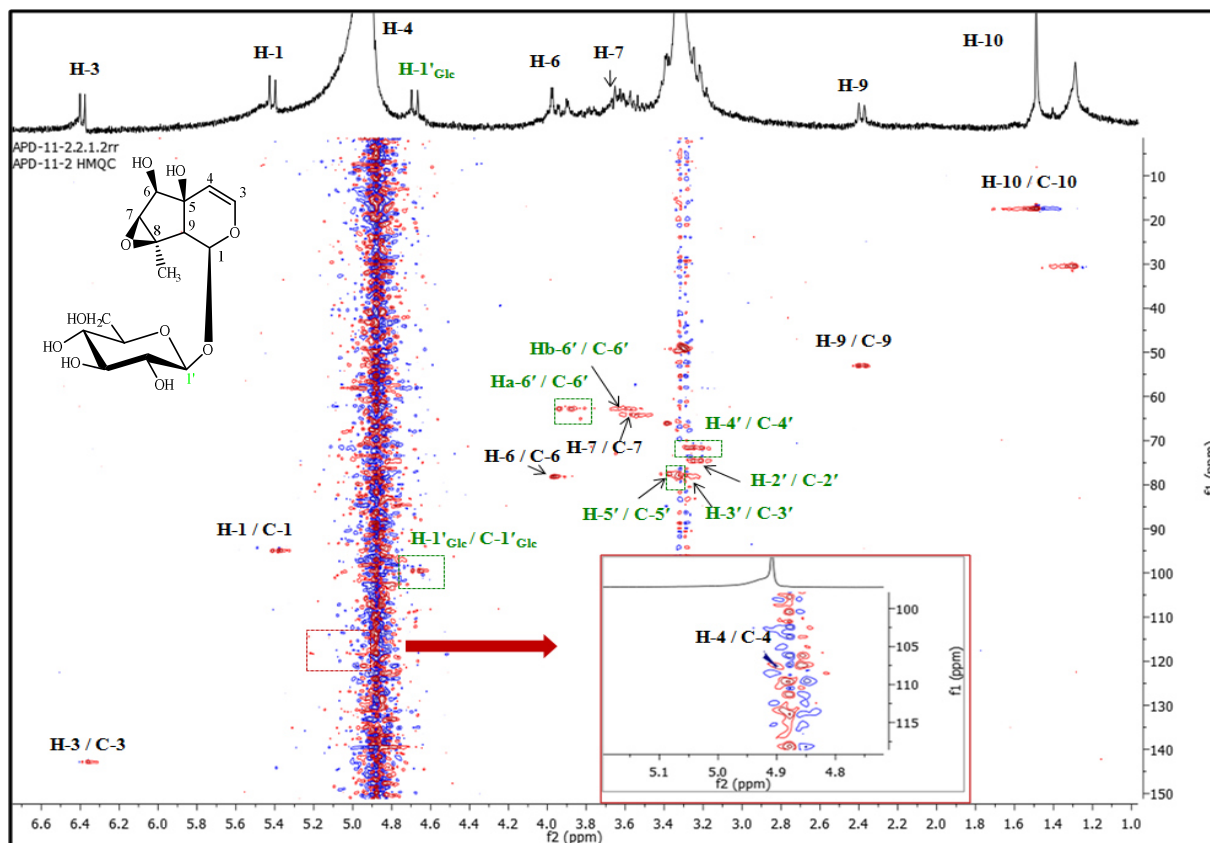 H-3
H-1
H-4
H-1'Glc
H-6
H-7
H-9
H-10
APD-11-2.2.1.2rr
APD-11-2 HMQC
HO
HO
4
6
3
5
7
9
O
O
8
1
CH3
HOH2C
O
HO
HO
O
OH
1'
H-10 / C-10
H-9 / C-9
Hb-6′ / C-6′
Ha-6′ / C-6′
H-4′ / C-4′
H-7 / C-7
H-6 / C-6
H-2′ / C-2′
H-5′ / C-5′
H-3′ / C-3′
H-1 / C-1
H-1'Glc / C-1′Glc
H-4 / C-4
100
105
110
115
f1 (ppm)
5.1 5.0 4.9 4.8
f2 (ppm)
H-3 / C-3
10
20
30
40
50
60
70
80
90
100
110
120
130
140
150
f1 (ppm)
6.6 6.4 6.2 6.0 5.8 5.6 5.4 5.2 5.0 4.8 4.6 4.4 4.2 4.0 3.8 3.6 3.4 3.2 3.0 2.8 2.6 2.4 2.2 2.0 1.8 1.6 1.4 1.2 1.0
f2 (ppm)